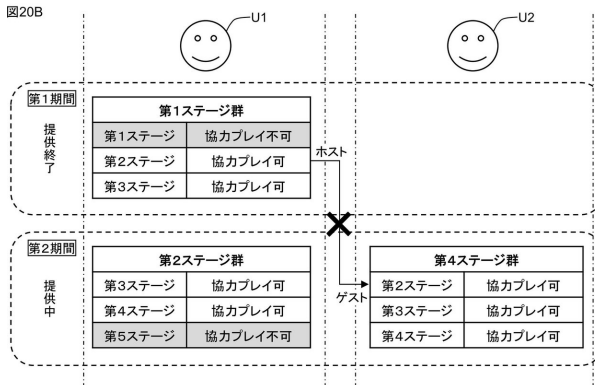 図20B
U1
U2
第1期間
提供終了
第1ステージ群
第1ステージ 協力プレイ不可
第2ステージ 協力プレイ可
第3ステージ 協力プレイ可
ホスト
第2期間
提供中
第2ステージ群
第3ステージ 協力プレイ可
第4ステージ 協力プレイ可
第5ステージ 協力プレイ不可
ゲスト
第4ステージ群
第2ステージ 協力プレイ可
第3ステージ 協力プレイ可
第4ステージ 協力プレイ可